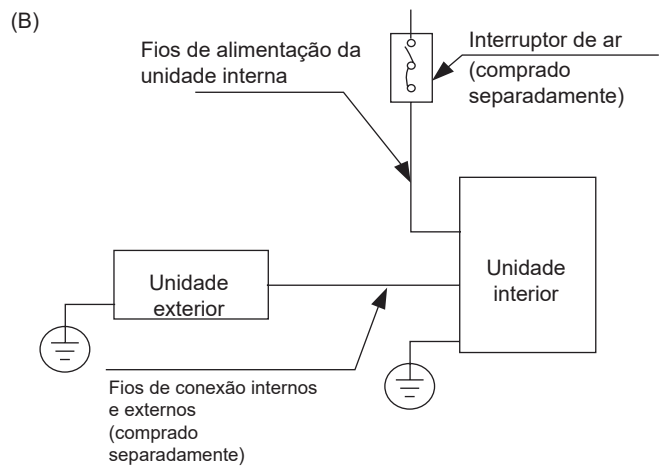 (B)
Fios de alimentação da
unidade interna
Interruptor de ar
(comprado
separadamente)
Unidade
exterior
Unidade
interior
Fios de conexão internos
e externos
(comprado
separadamente)